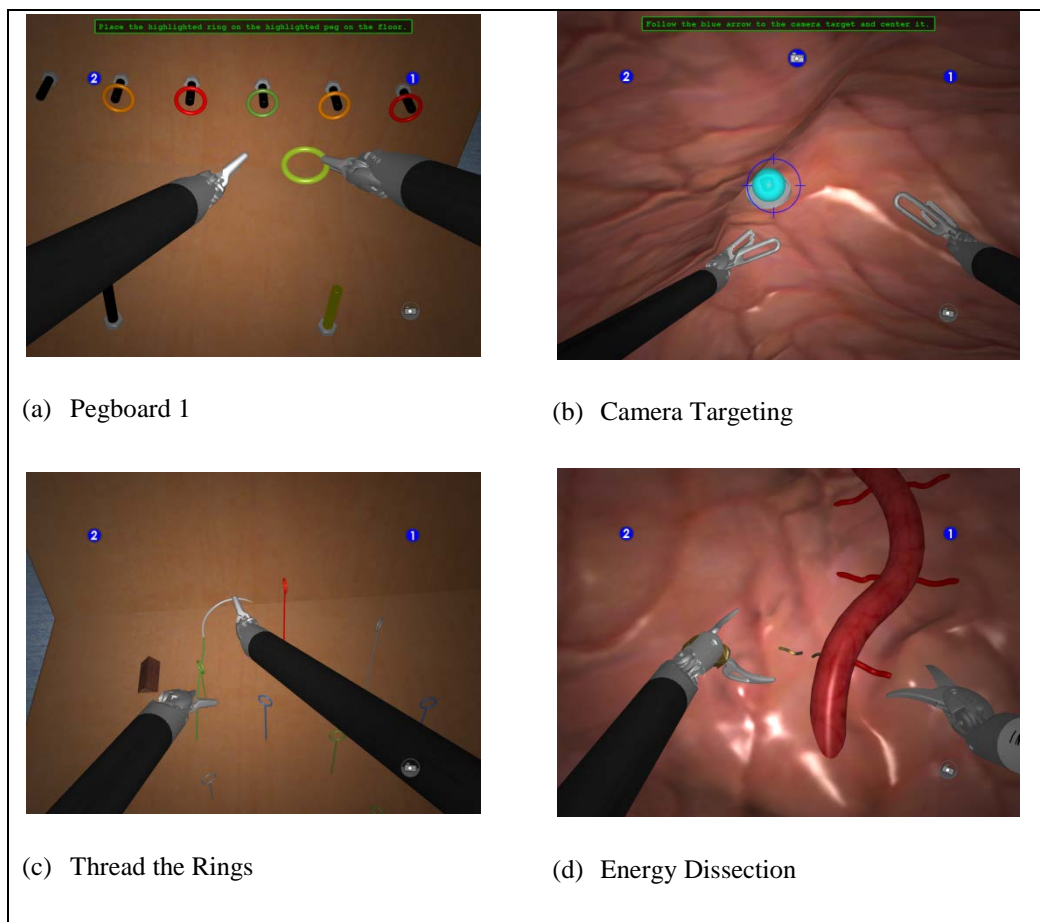 Place the highlighted ring on the highlighted peg on the floor.
2 1
Follow the blue arrow to the camera target and center it.
2 1
(a) Pegboard 1
(b) Camera Targeting
2 1
2 1
(c) Thread the Rings
(d) Energy Dissection